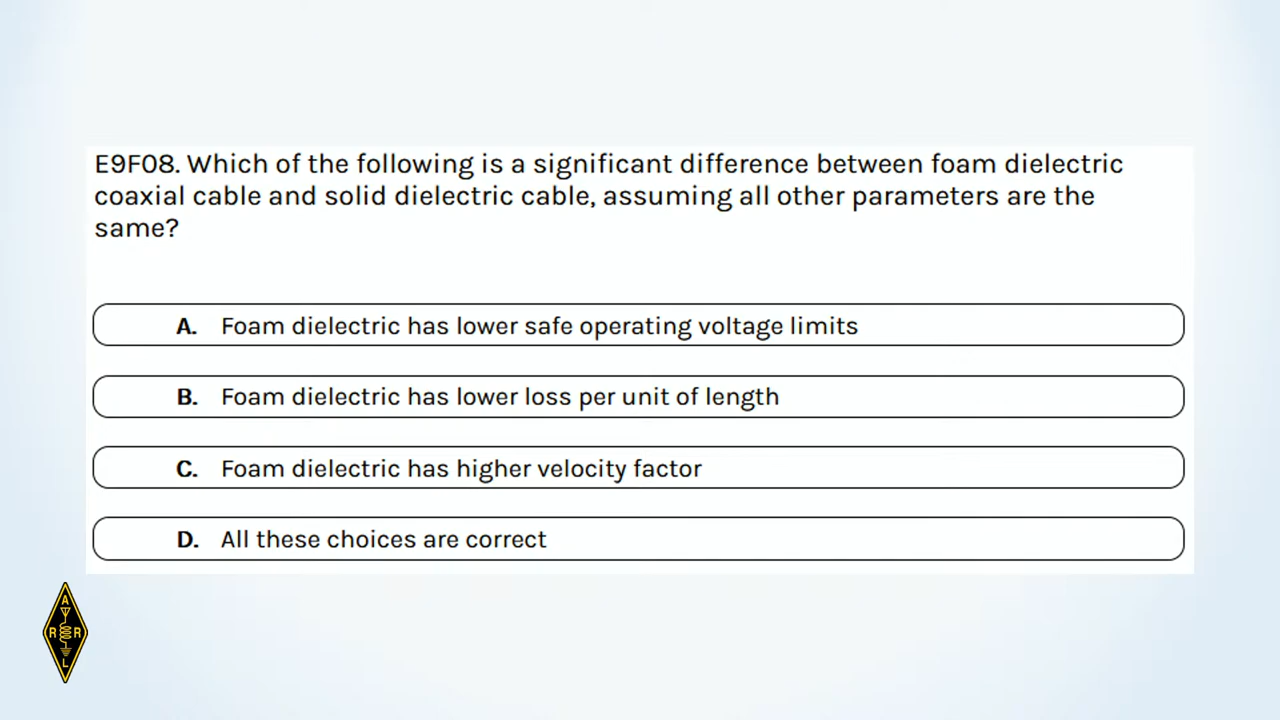 E9F08. Which of the following is a significant difference between foam dielectric
coaxial cable and solid dielectric cable, assuming all other parameters are the
same?
A. Foam dielectric has lower safe operating voltage limits
B. Foam dielectric has lower loss per unit of length
C. Foam dielectric has higher velocity factor
D. All these choices are correct
A
R R
L